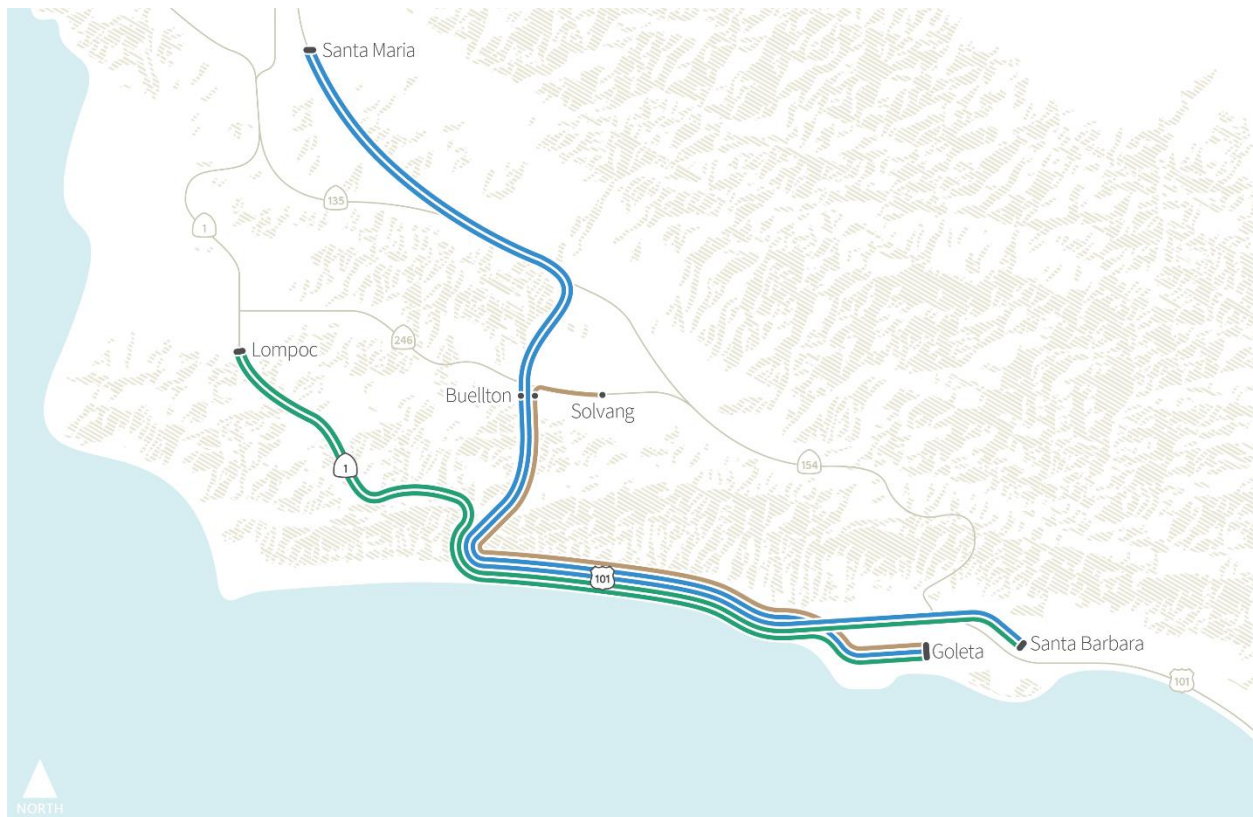 Santa Maria
135
1
246
Lompoc
Buellton
Solvang
1
154
101
Goleta
Santa Barbara
101
NORTH